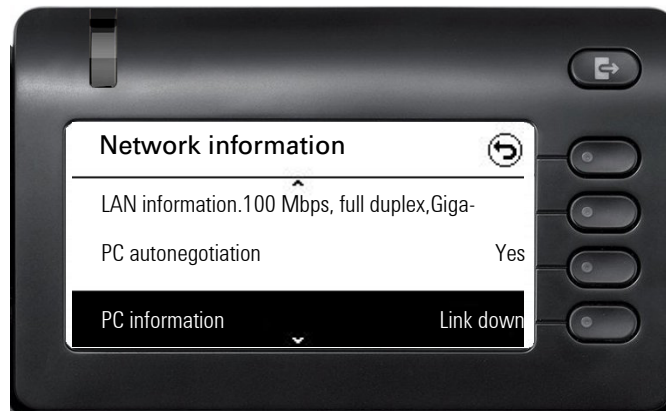 Network information
LAN information.100 Mbps, full duplex,Giga-
PC autonegotiation Yes
PC information Link down